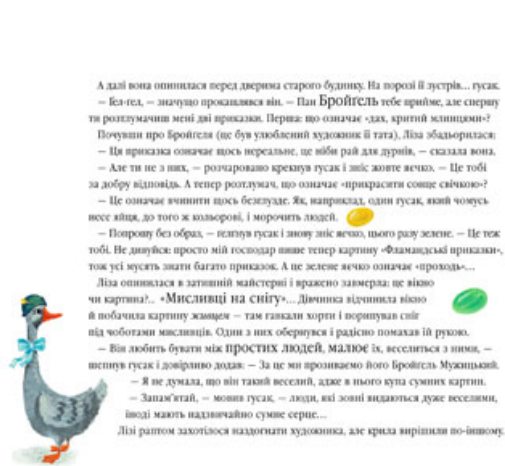 А далі вона опинилася перед дверима старого будинку. На порозі її зустрів... гусак.
— Ґел-ґел, — значущо прокашлявся він. — Пан Бройґель тебе прийме, але спершу
ти розтлумачиш мені дві приказки. Перша: що означає «дах, критий млинцями»?
Почувши про Бройґеля (це був улюблений художник її тата), Ліза збадьорилася:
— Ця приказка означає щось нереальне, це ніби рай для дурнів, — сказала вона.
— Але ти не з них, — розчаровано крекнув гусак і зніс жовте яєчко. — Це тобі
за добру відповідь. А тепер розтлумач, що означає «прикрасити сонце свічкою»?
— Це означає вчинити щось безглузде. Як, наприклад, один гусак, який чомусь
несе яйця, до того ж кольорові, і морочить людей.
— Попрошу без образ, — ґелґнув гусак і знову зніс яєчко, цього разу зелене. — Це теж
тобі. Не дивуйся: просто мій господар пише тепер картину «Фламандські приказки»,
тож усі мусять знати багато приказок. А це зелене яєчко означає «проходь»...
Ліза опинилася в затишній майстерні і вражено завмерла: це вікно
чи картина?.. «Мисливці на снігу»... Дівчинка відчинила вікно
й побачила картину живцем — там гавкали хорти і порипував сніг
під чоботами мисливців. Один з них обернувся і радісно помахав їй рукою.
— Він любить бувати між простих людей, малює їх, веселиться з ними, —
шепнув гусак і довірливо додав: — За це ми прозиваємо його Бройґель Мужицький.
— Я не думала, що він такий веселий, адже в нього купа сумних картин.
— Запам'ятай, — мовив гусак, — люди, які зовні видаються дуже веселими,
іноді мають надзвичайно сумне серце...
Лізі раптом захотілося наздогнати художника, але крила вирішили по-іншому.